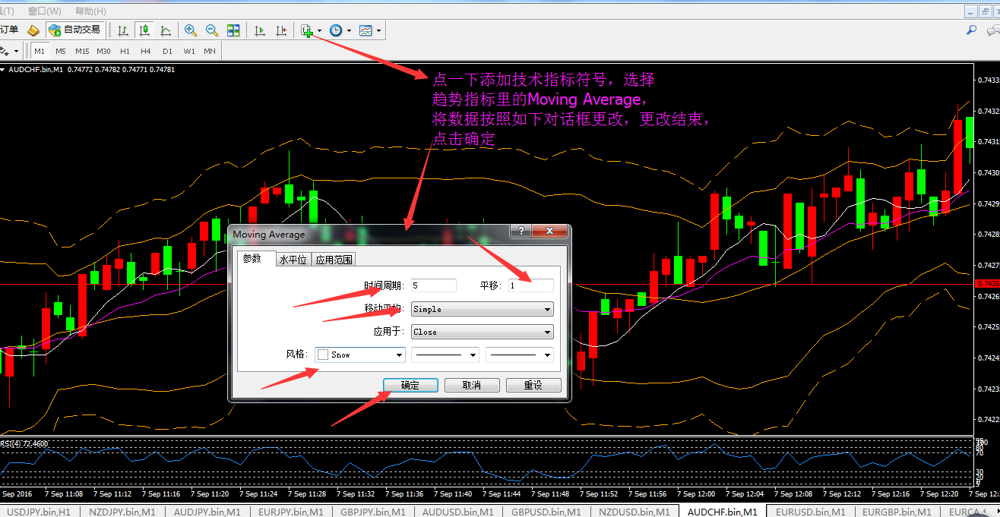 窗口(W) 帮助(H)
订单 自动交易
M1 M5 M15 M30 H1 H4 D1 W1 MN
AUDCHF.bin,M1 0.74772 0.74782 0.74771 0.74781
点一下添加技术指标符号，选择
趋势指标里的Moving Average，
将数据按照如下对话框更改，更改结束，
点击确定
0.7433
0.7432
0.7431
0.7430
0.7429
0.7428
0.7427
0.7426
0.7426
0.7425
0.7424
0.7423
0.7422
Moving Average
参数 水平位 应用范围
时间周期: 5 平移: 1
移动平均: Simple
应用于: Close
风格: Snow
确定 取消 重设
RSI(4) 72.4600
70
30
20
Sep 2016 7 Sep 11:08 7 Sep 11:12 7 Sep 11:16 7 Sep 11:20 7 Sep 11:24 7 Sep 11:28 7 Sep 11:32 7 Sep 11:36 7 Sep 11:40 7 Sep 11:44 7 Sep 11:48 7 Sep 11:52 7 Sep 11:56 7 Sep 12:00 7 Sep 12:04 7 Sep 12:08 7 Sep 12:12 7 Sep 12:16 7 Sep 12:20 7 Sep 12:
USDJPY.bin,H1 NZDJPY.bin,M1 AUDJPY.bin,M1 EURJPY.bin,M1 GBPJPY.bin,M1 AUDUSD.bin,M1 GBPUSD.bin,M1 NZDUSD.bin,M1 AUDCHF.bin,M1 EURUSD.bin,M1 EURGBP.bin,M1 EURCA